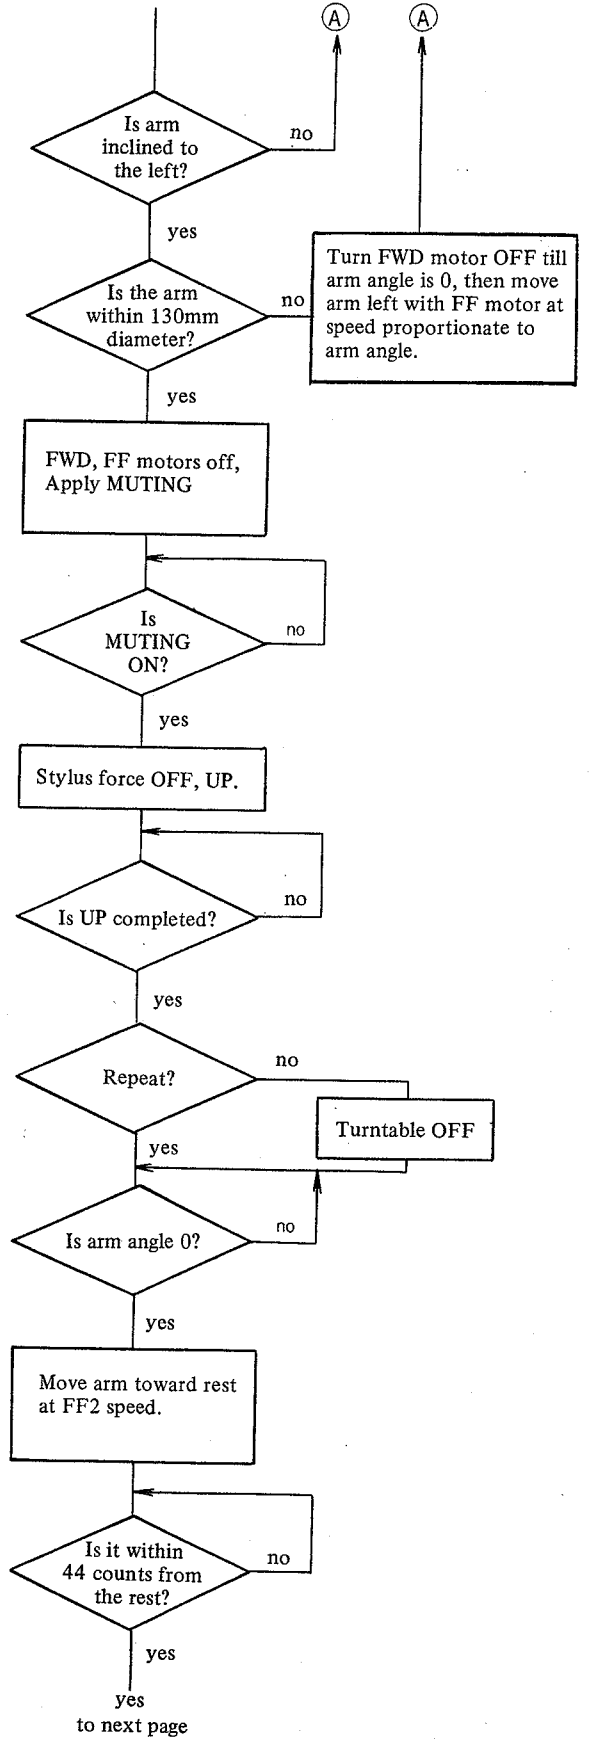 A
A
Is arm
inclined to
the left?
no
yes
Is the arm
within 130mm
diameter?
no
Turn FWD motor OFF till
arm angle is 0, then move
arm left with FF motor at
speed proportionate to
arm angle.
yes
FWD, FF motors off,
Apply MUTING
Is
MUTING
ON?
no
yes
Stylus force OFF, UP.
Is UP completed?
no
yes
Repeat?
no
Turntable OFF
yes
Is arm angle 0?
no
yes
Move arm toward rest
at FF2 speed.
Is it within
44 counts from
the rest?
no
yes
yes
to next page